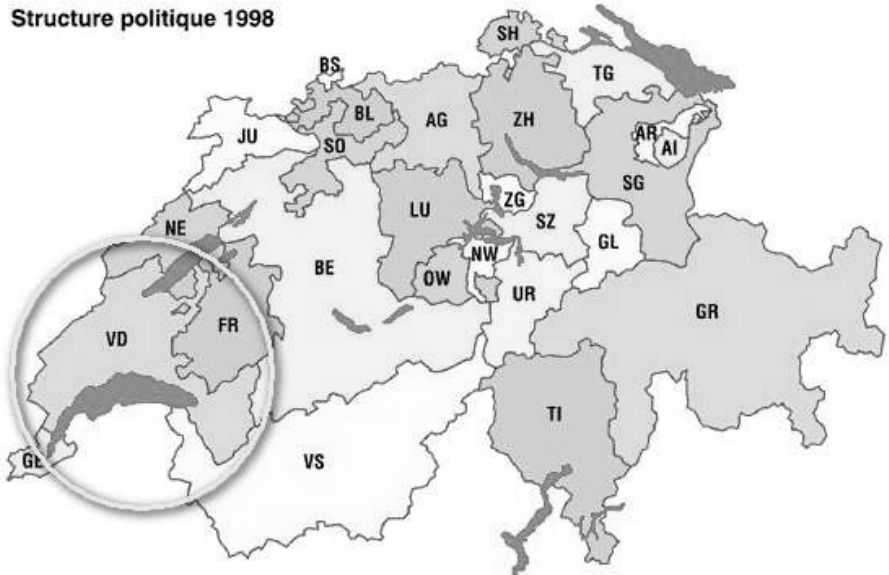 Structure politique 1998
SH
BS
TG
BL
AG
ZH
JU
SO
AR
AI
SG
ZG
LU
SZ
NE
GL
NW
BE
OW
UR
GR
FR
VD
TI
GE
VS